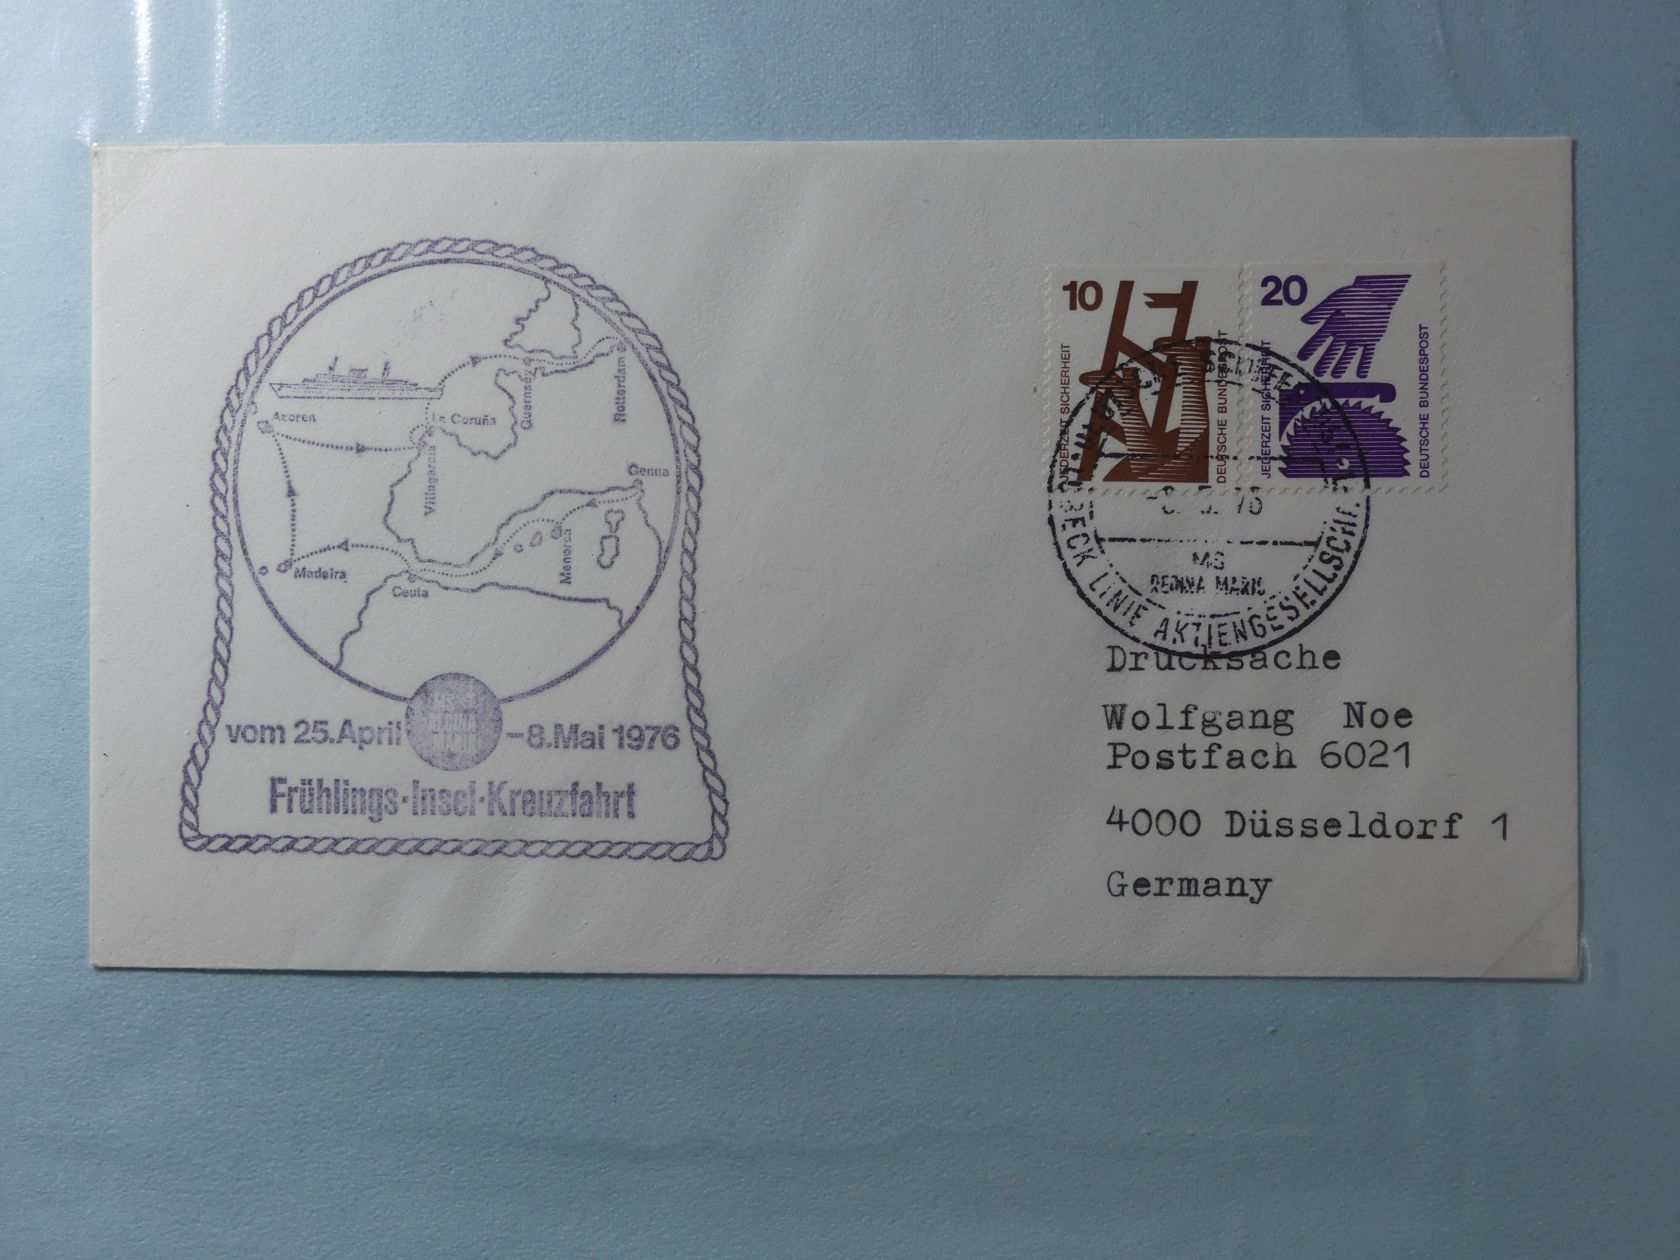 Azoren
La Coruña
Villagarcia
Guernsey
Rotterdam
Genua
Menorca
Madeira
Ceuta
vom 25.April
-8.Mai 1976
Frühlings·Insel·Kreuzfahrt
10
JEDERZEIT SICHERHEIT
DEUTSCHE BUNDESPOST
20
JEDERZEIT SICHERHEIT
DEUTSCHE BUNDESPOST
MS
REGINA MARIS
LINIE AKTIENGESELLSCHAFT
Drucksache
Wolfgang Noe
Postfach 6021
4000 Düsseldorf 1
Germany